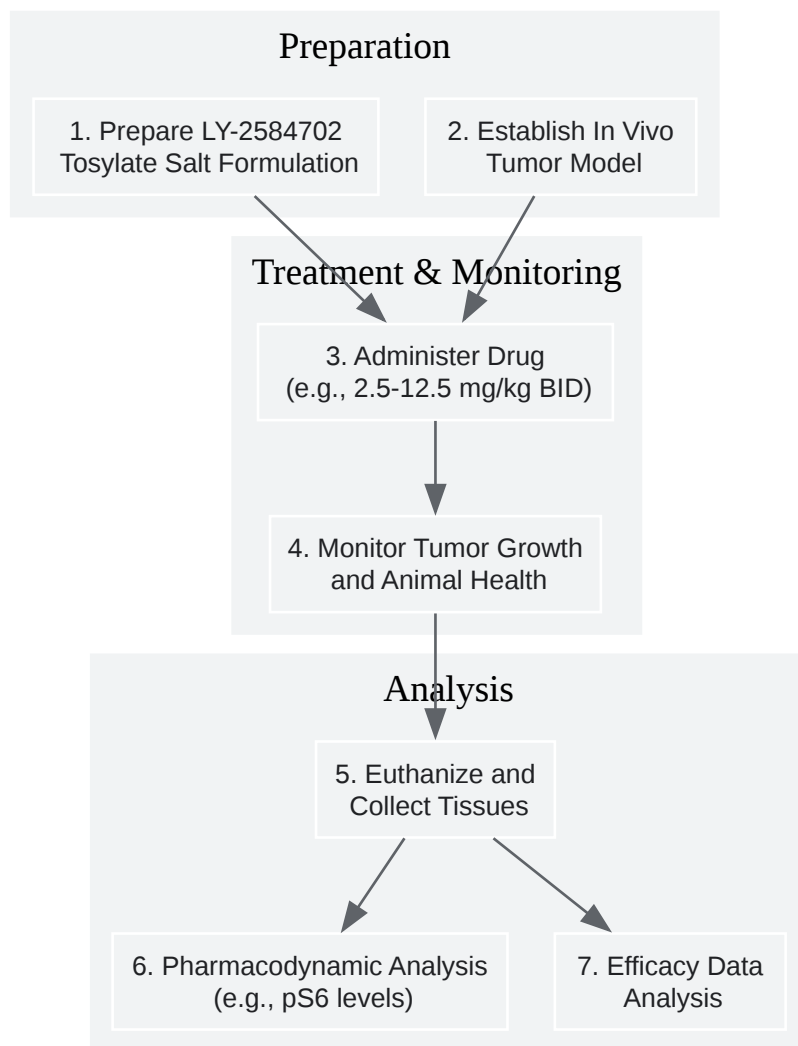 Preparation
1. Prepare LY-2584702
Tosylate Salt Formulation
2. Establish In Vivo
Tumor Model
Treatment & Monitoring
3. Administer Drug
(e.g., 2.5-12.5 mg/kg BID)
4. Monitor Tumor Growth
and Animal Health
Analysis
5. Euthanize and
Collect Tissues
6. Pharmacodynamic Analysis
(e.g., pS6 levels)
7. Efficacy Data
Analysis